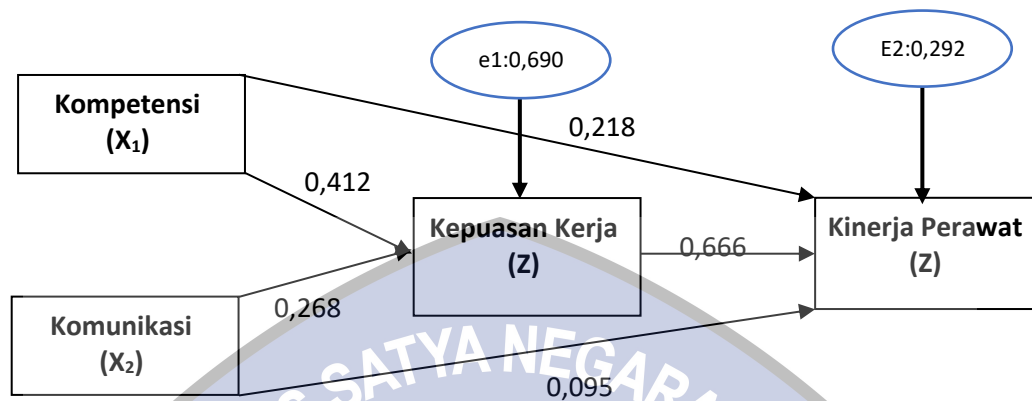 e1:0,690
E2:0,292
Kompetensi
(X₁)
0,218
0,412
Kepuasan Kerja
(Z)
0,666
Kinerja Perawat
(Z)
0,268
Komunikasi
(X₂)
0,095
SATYA NEGARA